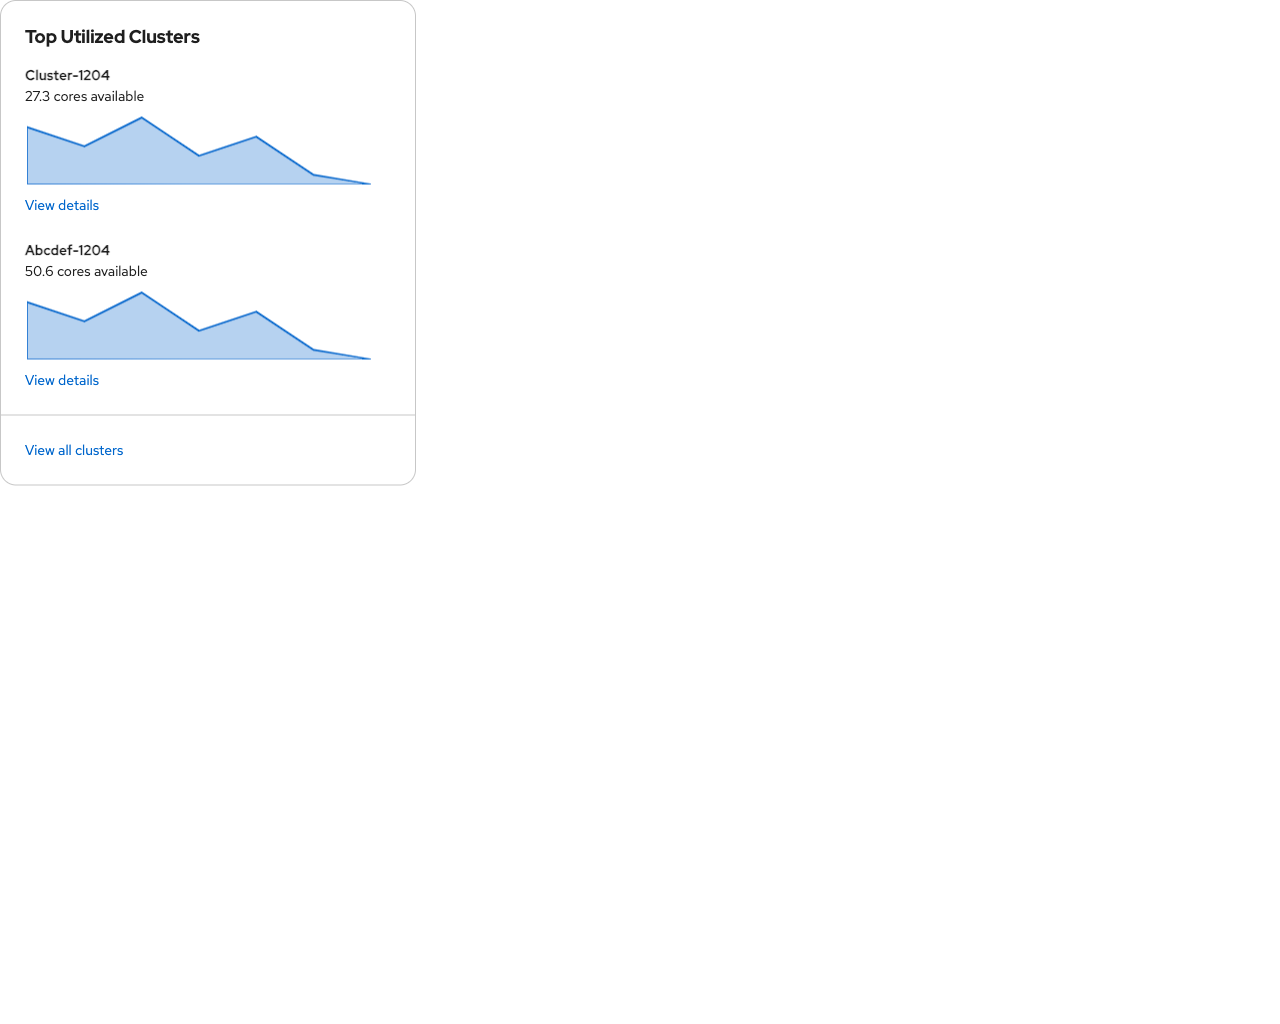 Top Utilized Clusters
Cluster-1204
27.3 cores available
View details
Abcdef-1204
50.6 cores available
View details
View all clusters